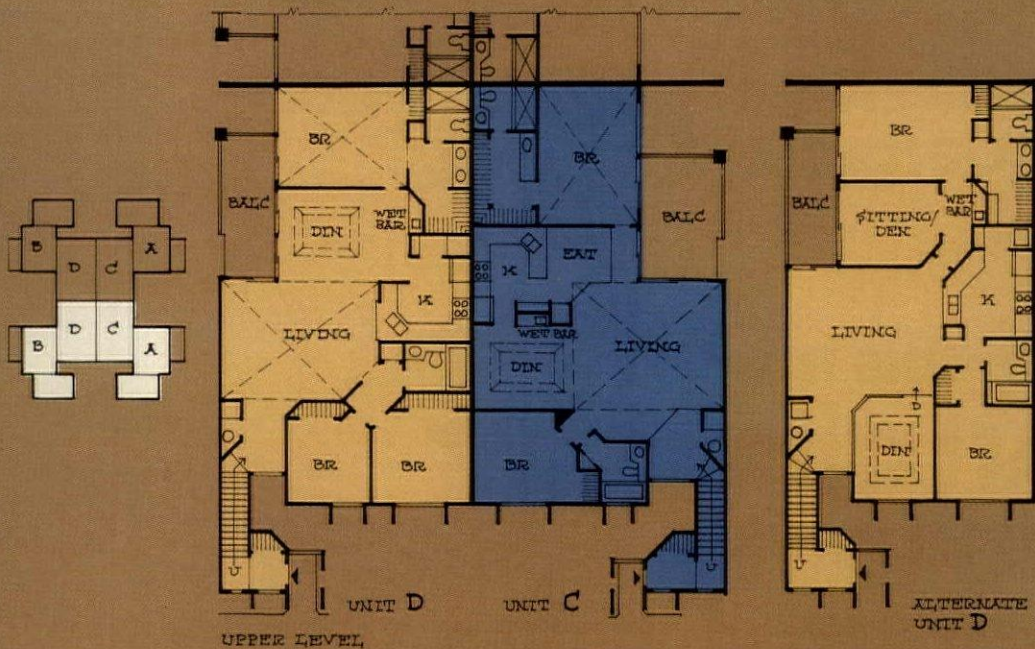 B
D
C
A
D
C
B
A
BR
BALC
DIN
WET
BAR
K
LIVING
BR
BR
U
BR
BALC
K
EAT
WET BAR
DIN
LIVING
BR
U
BR
BALC
SITTING/
DEN
WET
BAR
K
LIVING
D
DIN
BR
U
UNIT D
UNIT C
ALTERNATE
UNIT D
UPPER LEVEL